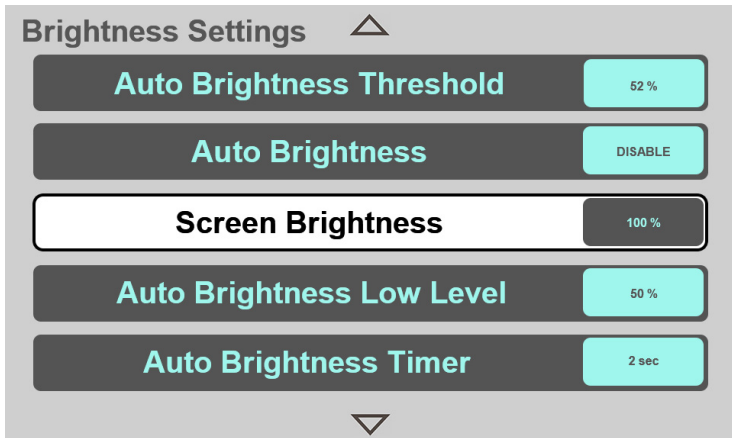 Brightness Settings
Auto Brightness Threshold 52 %
Auto Brightness DISABLE
Screen Brightness 100 %
Auto Brightness Low Level 50 %
Auto Brightness Timer 2 sec